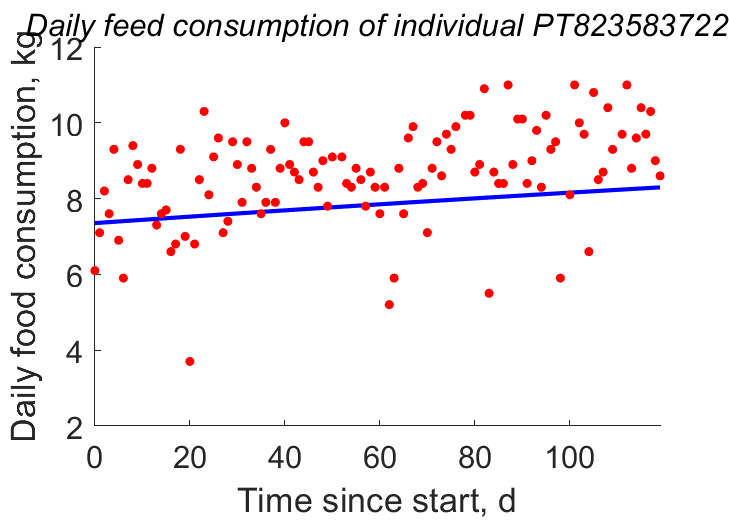 Daily feed consumption of individual PT823583722
Daily food consumption, kg
12
10
8
6
4
2
0 20 40 60 80 100
Time since start, d